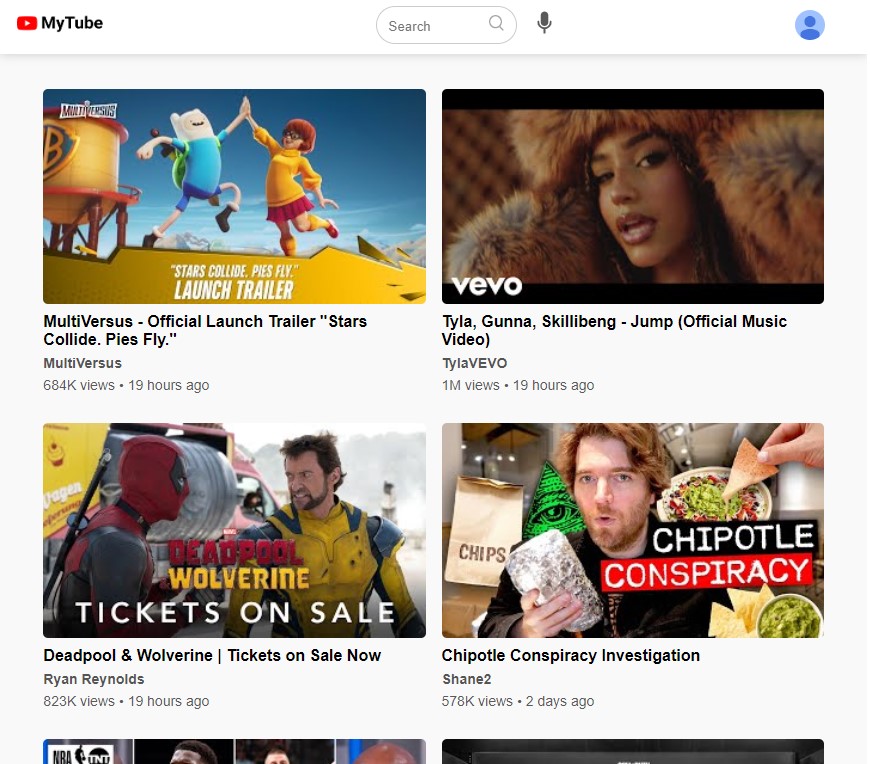 MyTube
Search
MULTIVERSUS
"STARS COLLIDE. PIES FLY."
LAUNCH TRAILER
vevo
MultiVersus - Official Launch Trailer "Stars
Collide. Pies Fly."
MultiVersus
684K views • 19 hours ago
Tyla, Gunna, Skillibeng - Jump (Official Music
Video)
TylaVEVO
1M views • 19 hours ago
MARVEL
DEADPOOL
WOLVERINE
TICKETS ON SALE
CHIPS
CHIPOTLE
CONSPIRACY
Deadpool & Wolverine | Tickets on Sale Now
Ryan Reynolds
823K views • 19 hours ago
Chipotle Conspiracy Investigation
Shane2
578K views • 2 days ago
NBA TNT